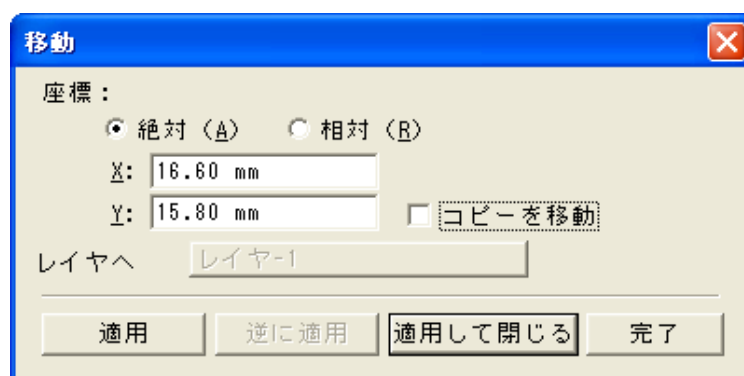 移動
座標：
絶対（A） 相対（R）
X: 16.60 mm
Y: 15.80 mm コピーを移動
レイヤへ レイヤ-1
適用 逆に適用 適用して閉じる 完了